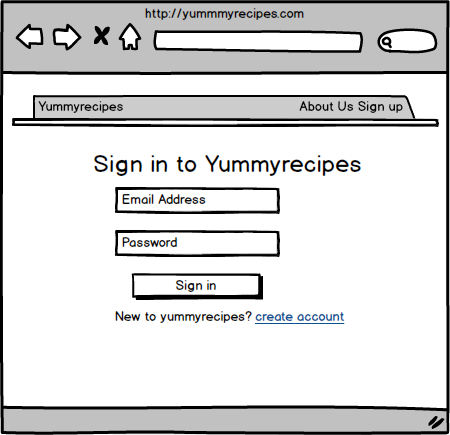 http://yummmyrecipes.com
Yummyrecipes About Us Sign up
Sign in to Yummyrecipes
Email Address
Password
Sign in
New to yummyrecipes? create account